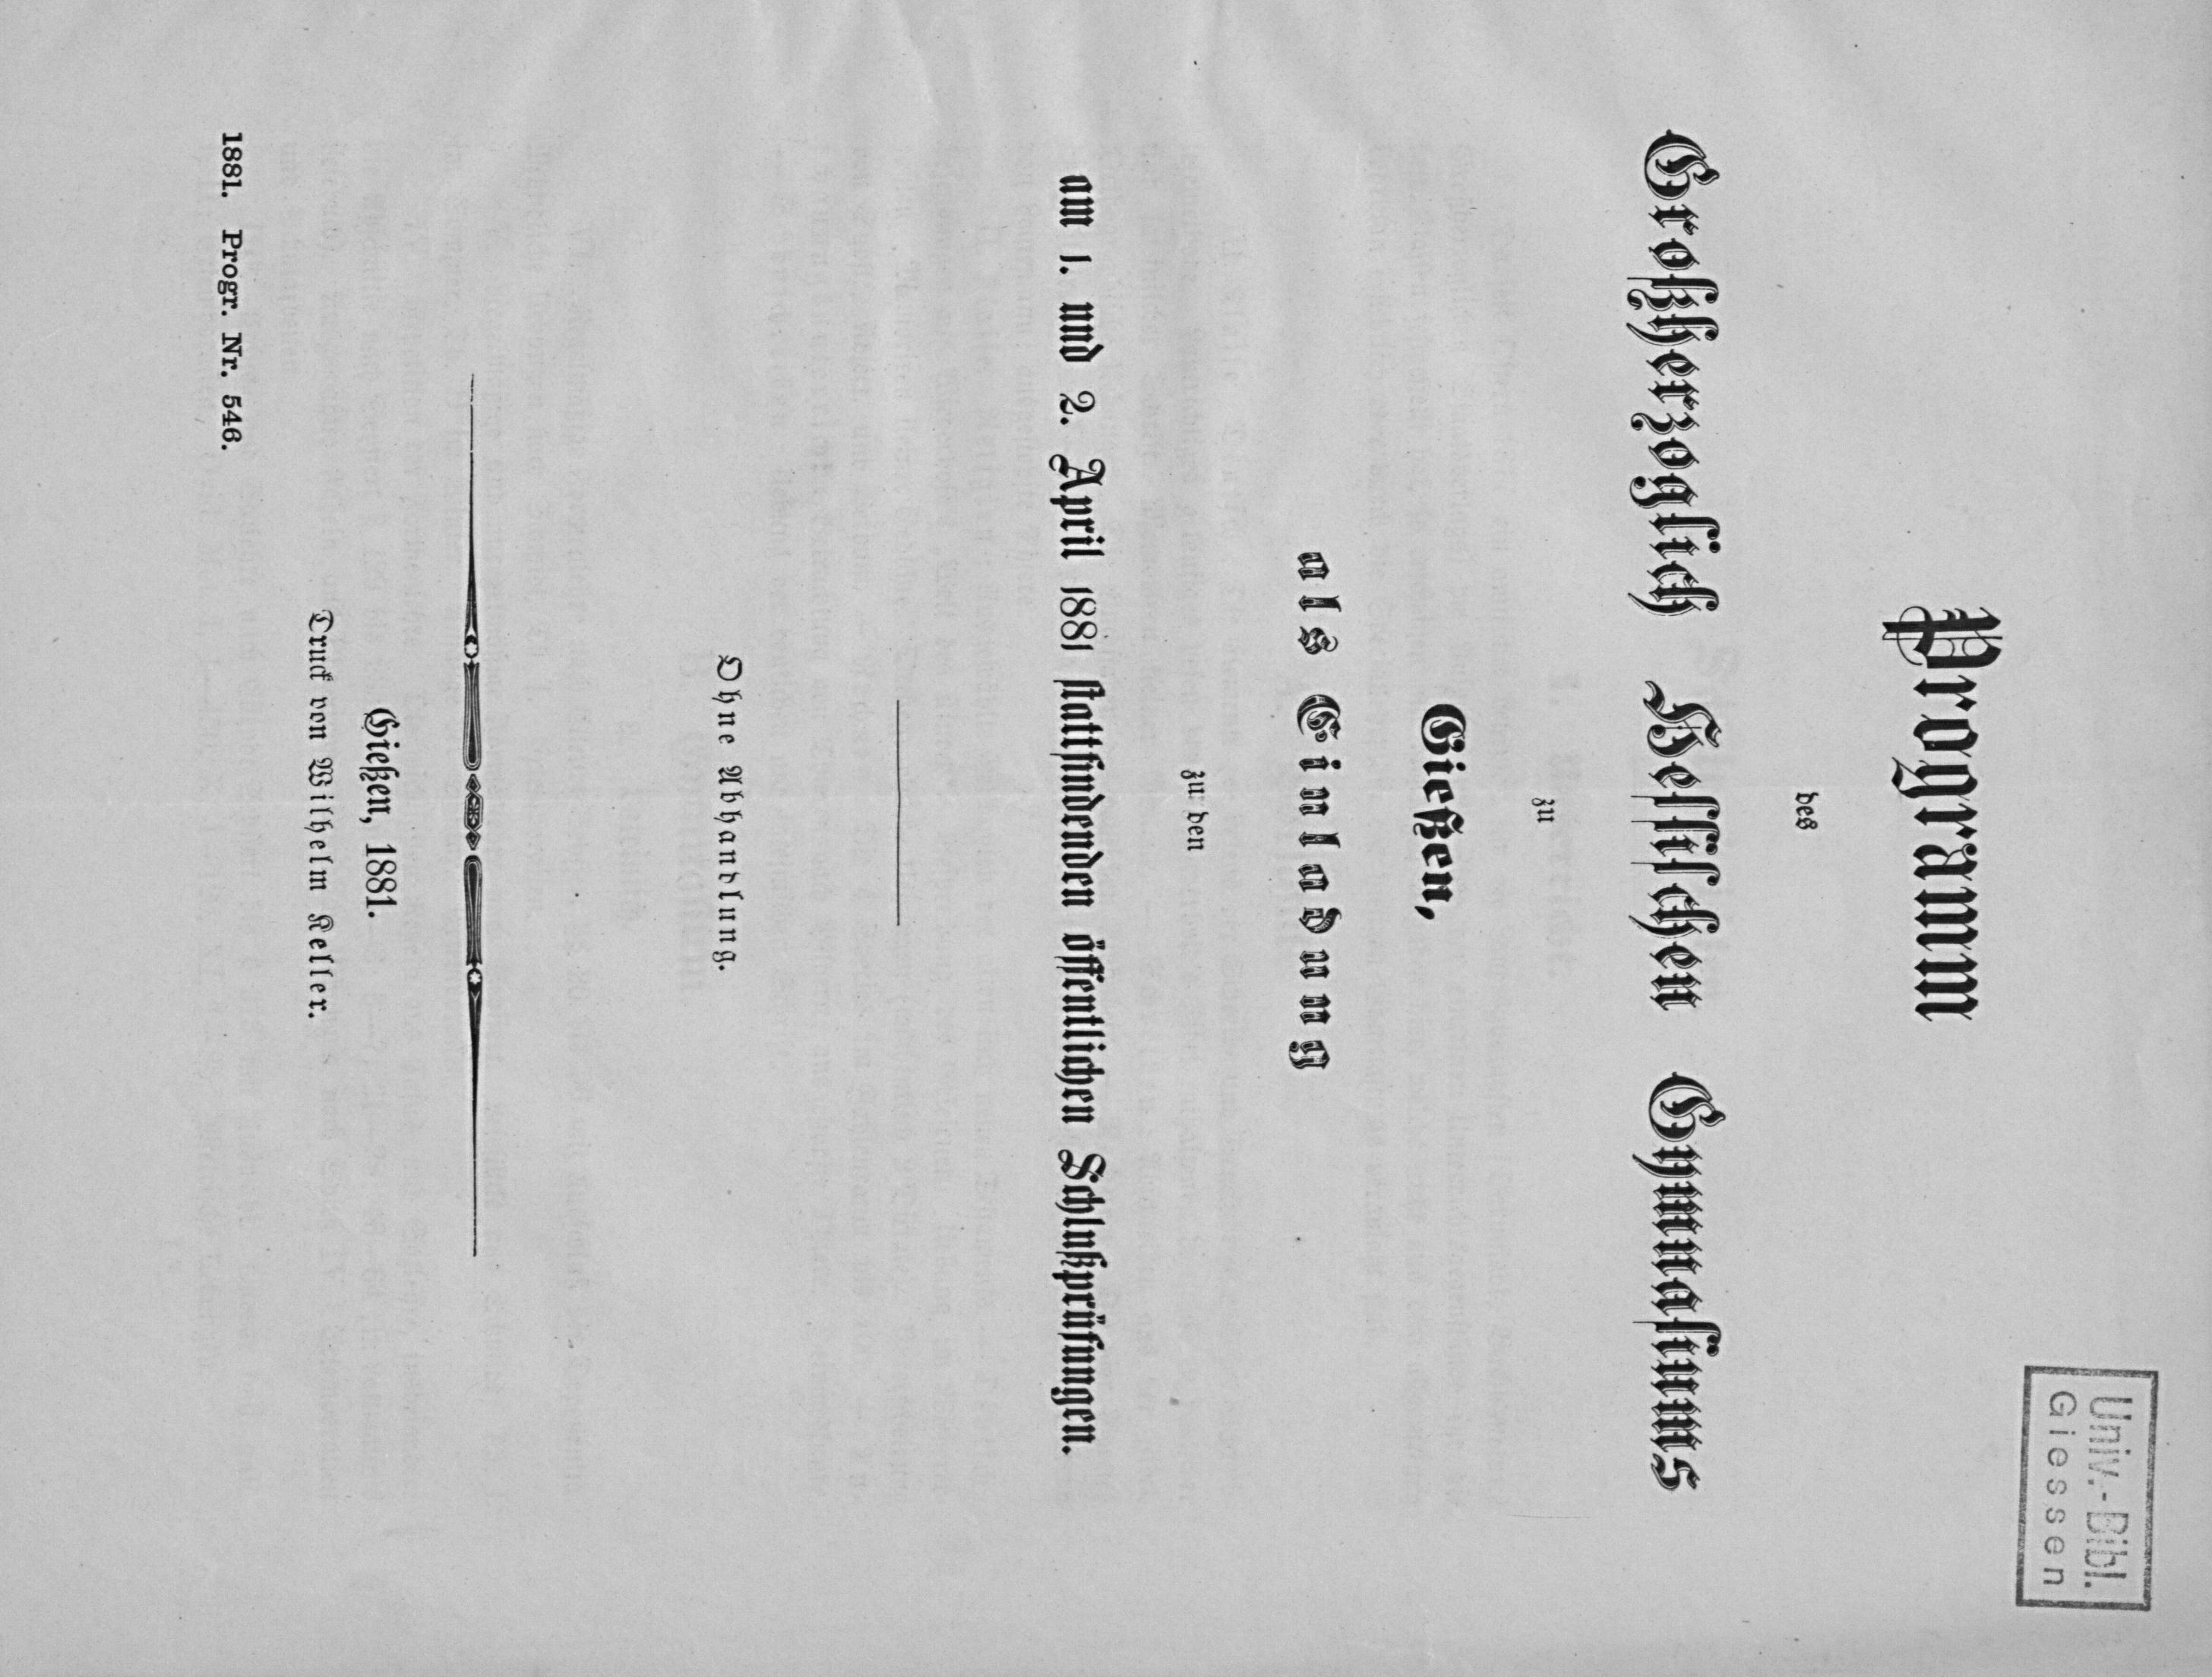 Univ.-Bibl.
Giessen
Programm
des
Großherzoglich Hessischen Gymnasiums
zu
Gießen,
als Einladung
zu den
am 1. und 2. April 1881 stattfindenden öffentlichen Schlußprüfungen.
Ohne Abhandlung.
Gießen, 1881.
Druck von Wilhelm Keller.
1881. Progr. Nr. 546.